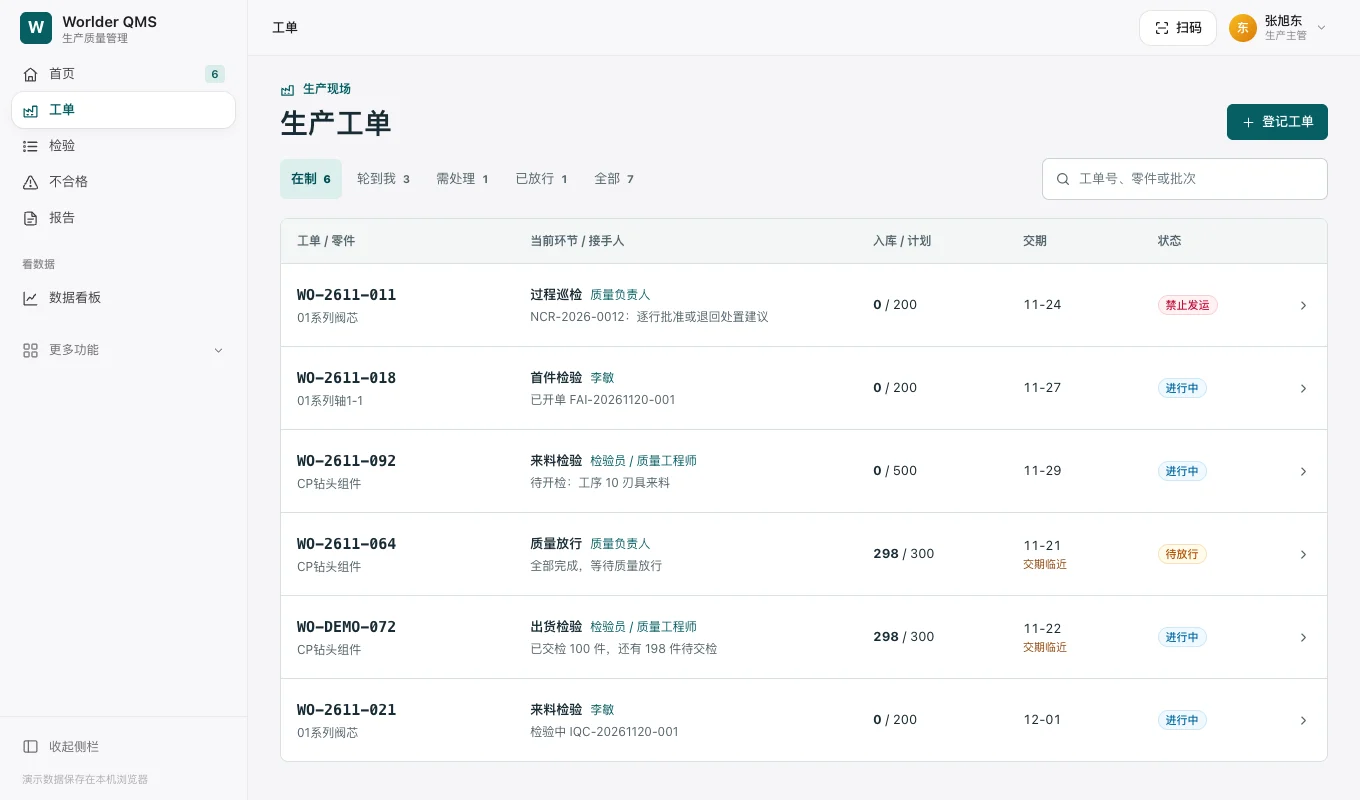 W
Worlder QMS
生产质量管理
首页 6
工单
检验
不合格
报告
看数据
数据看板
更多功能
收起侧栏
演示数据保存在本机浏览器
工单
扫码
东
张旭东
生产主管
生产现场
生产工单
登记工单
在制 6 轮到我 3 需处理 1 已放行 1 全部 7
工单号、零件或批次
工单 / 零件 当前环节 / 接手人 入库 / 计划 交期 状态
WO-2611-011 过程巡检 质量负责人 0 / 200 11-24 禁止发运
01系列阀芯 NCR-2026-0012：逐行批准或退回处置建议
WO-2611-018 首件检验 李敏 0 / 200 11-27 进行中
01系列轴1-1 已开单 FAI-20261120-001
WO-2611-092 来料检验 检验员 / 质量工程师 0 / 500 11-29 进行中
CP钻头组件 待开检：工序 10 刃具来料
WO-2611-064 质量放行 质量负责人 298 / 300 11-21 待放行
CP钻头组件 全部完成，等待质量放行 交期临近
WO-DEMO-072 出货检验 检验员 / 质量工程师 298 / 300 11-22 进行中
CP钻头组件 已交检 100 件，还有 198 件待交检 交期临近
WO-2611-021 来料检验 李敏 0 / 200 12-01 进行中
01系列阀芯 检验中 IQC-20261120-001